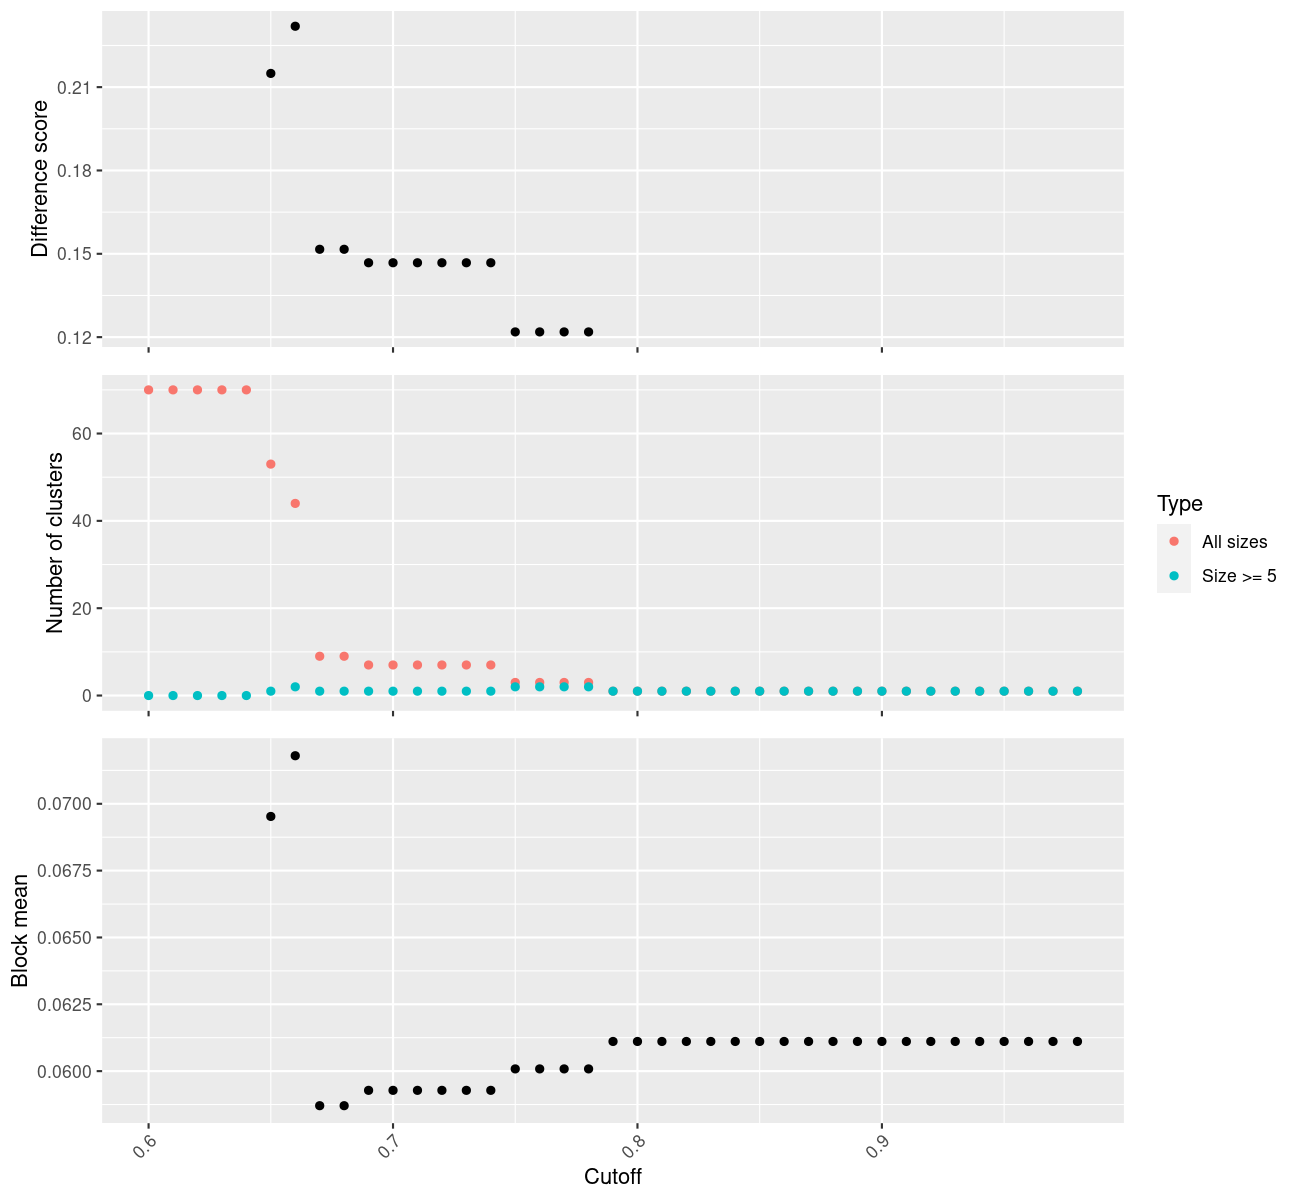 Difference score
0.21
0.18
0.15
0.12
Number of clusters
60
40
20
0
Type
All sizes
Size >= 5
Block mean
0.0700
0.0675
0.0650
0.0625
0.0600
0.6
0.7
0.8
0.9
Cutoff